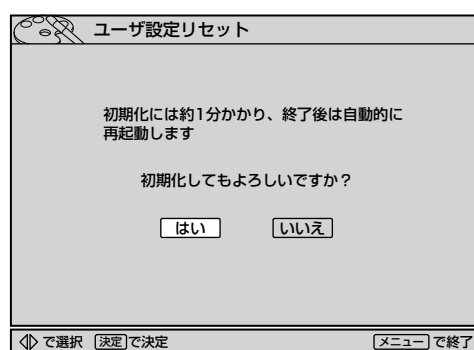 ユーザ設定リセット
初期化には約1分かかり、終了後は自動的に
再起動します
初期化してもよろしいですか？
はい いいえ
で選択 決定で決定 メニューで終了